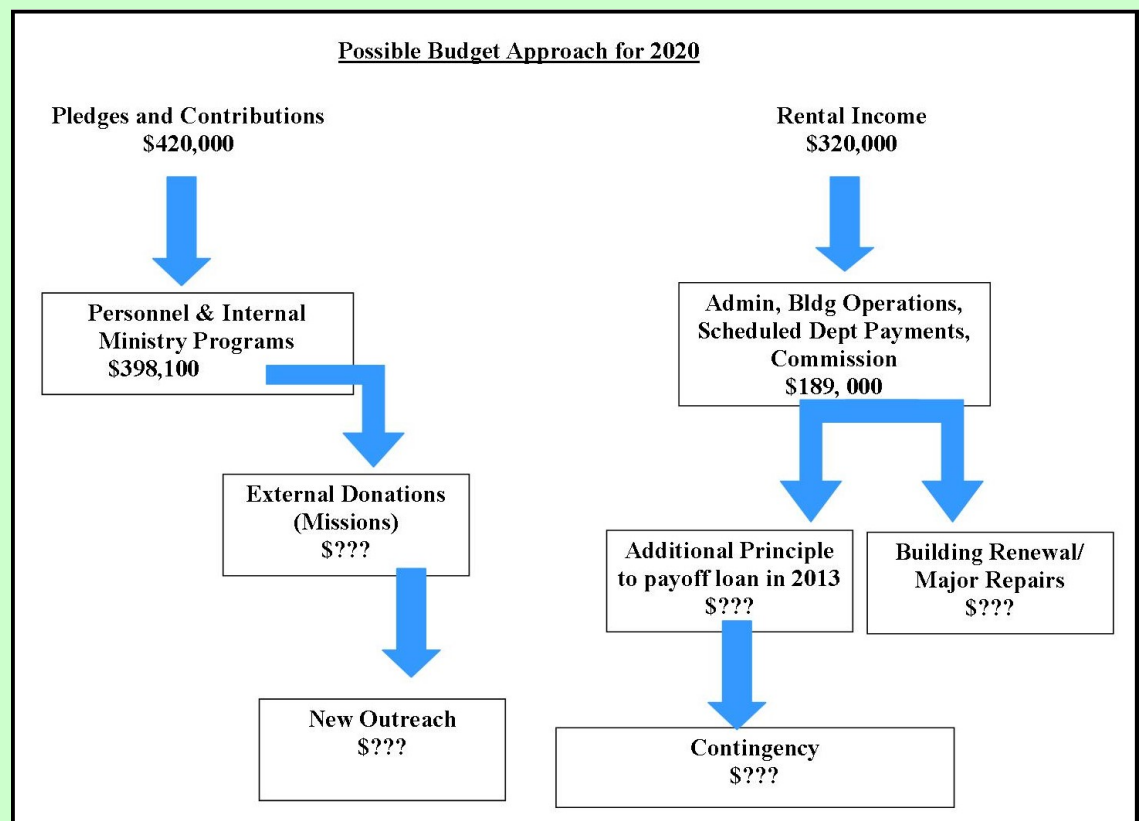 Possible Budget Approach for 2020
Pledges and Contributions
$420,000
Rental Income
$320,000
Personnel & Internal
Ministry Programs
$398,100
Admin, Bldg Operations,
Scheduled Dept Payments,
Commission
$189, 000
External Donations
(Missions)
$???
Additional Principle
to payoff loan in 2013
$???
Building Renewal/
Major Repairs
$???
New Outreach
$???
Contingency
$???